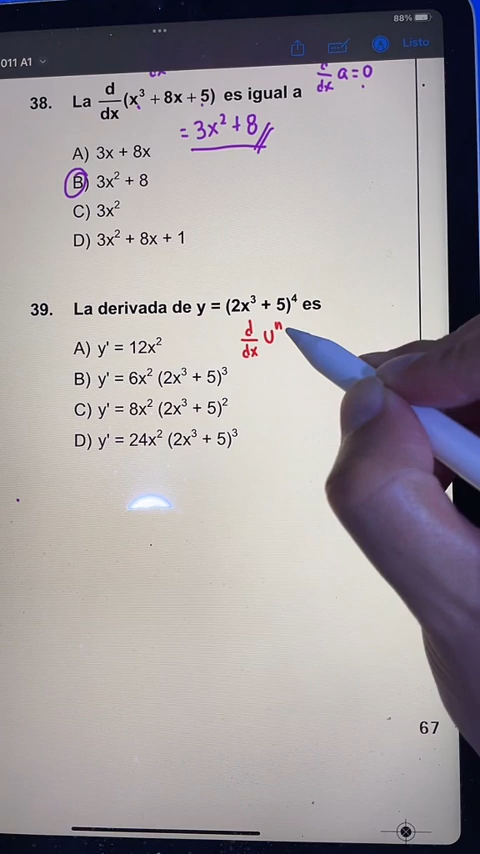 88%
011 A1
Listo
d/dx a = 0
38. La d/dx (x³ + 8x + 5) es igual a
= 3x² + 8
A) 3x + 8x
B) 3x² + 8
C) 3x²
D) 3x² + 8x + 1
39. La derivada de y = (2x³ + 5)⁴ es
d/dx uⁿ
A) y' = 12x²
B) y' = 6x² (2x³ + 5)³
C) y' = 8x² (2x³ + 5)²
D) y' = 24x² (2x³ + 5)³
67